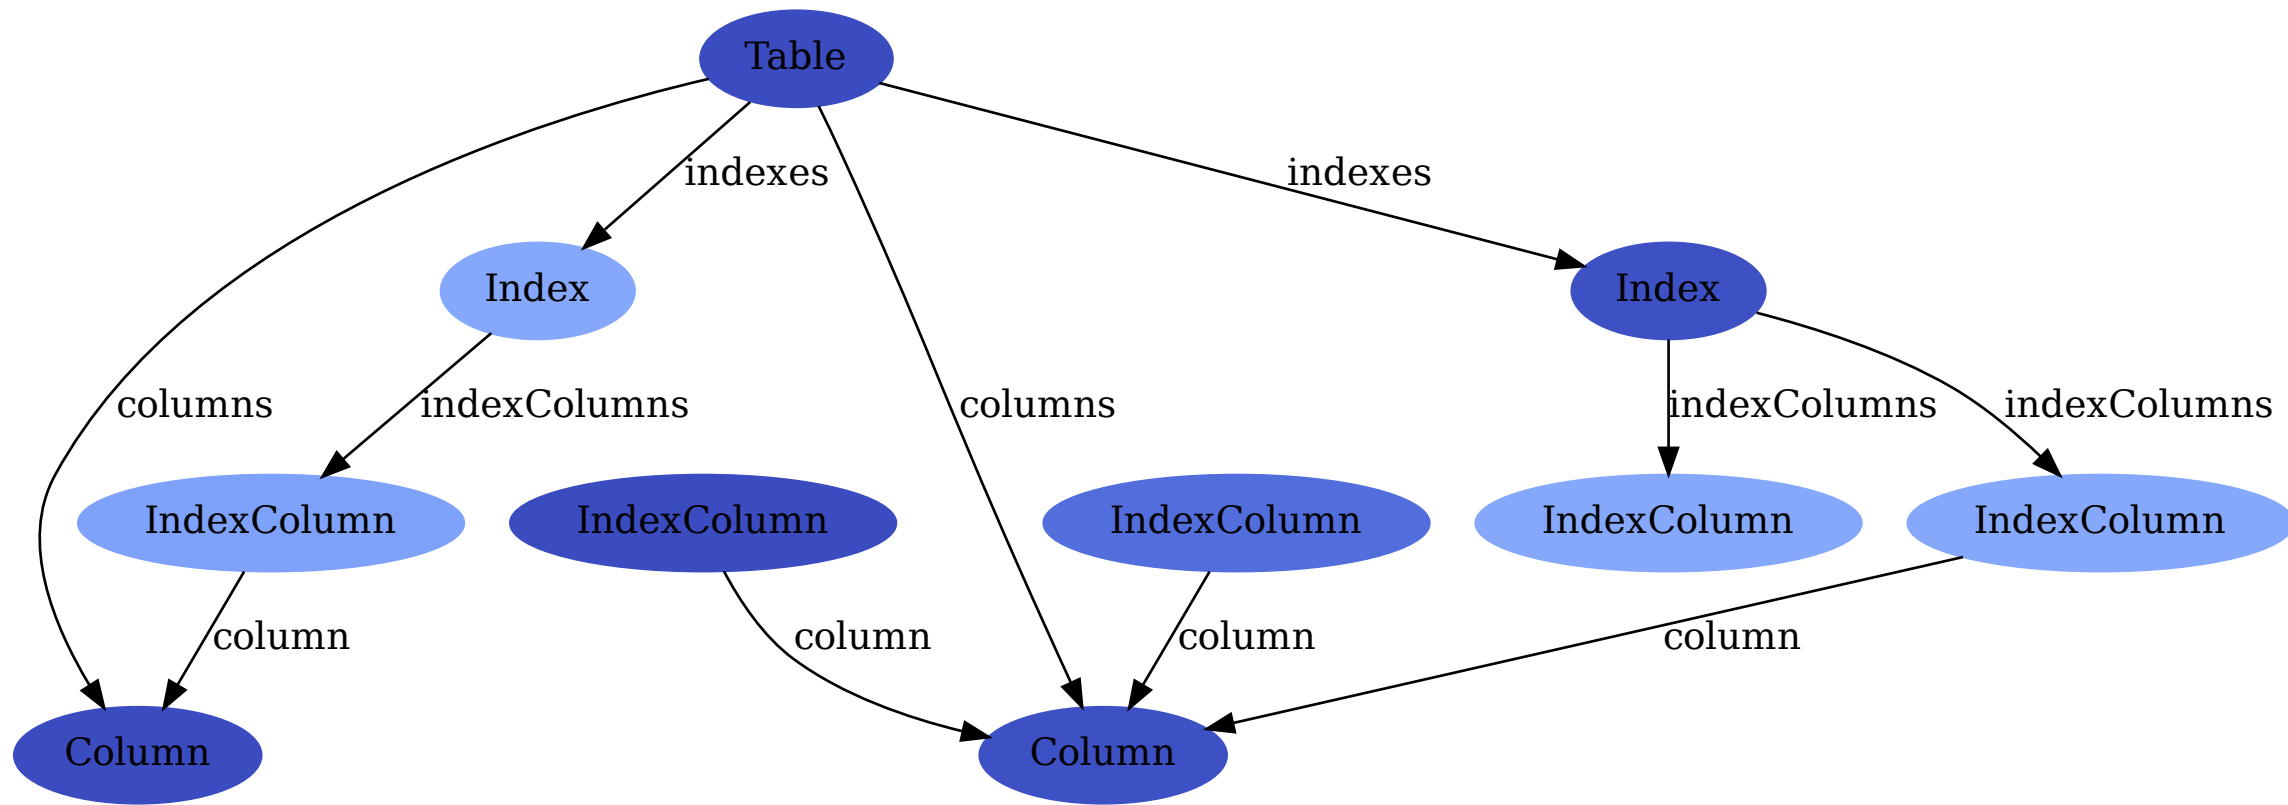 Table
indexes
indexes
Index
Index
columns
indexColumns
columns
indexColumns
indexColumns
IndexColumn
IndexColumn
IndexColumn
IndexColumn
IndexColumn
column
column
column
column
Column
Column